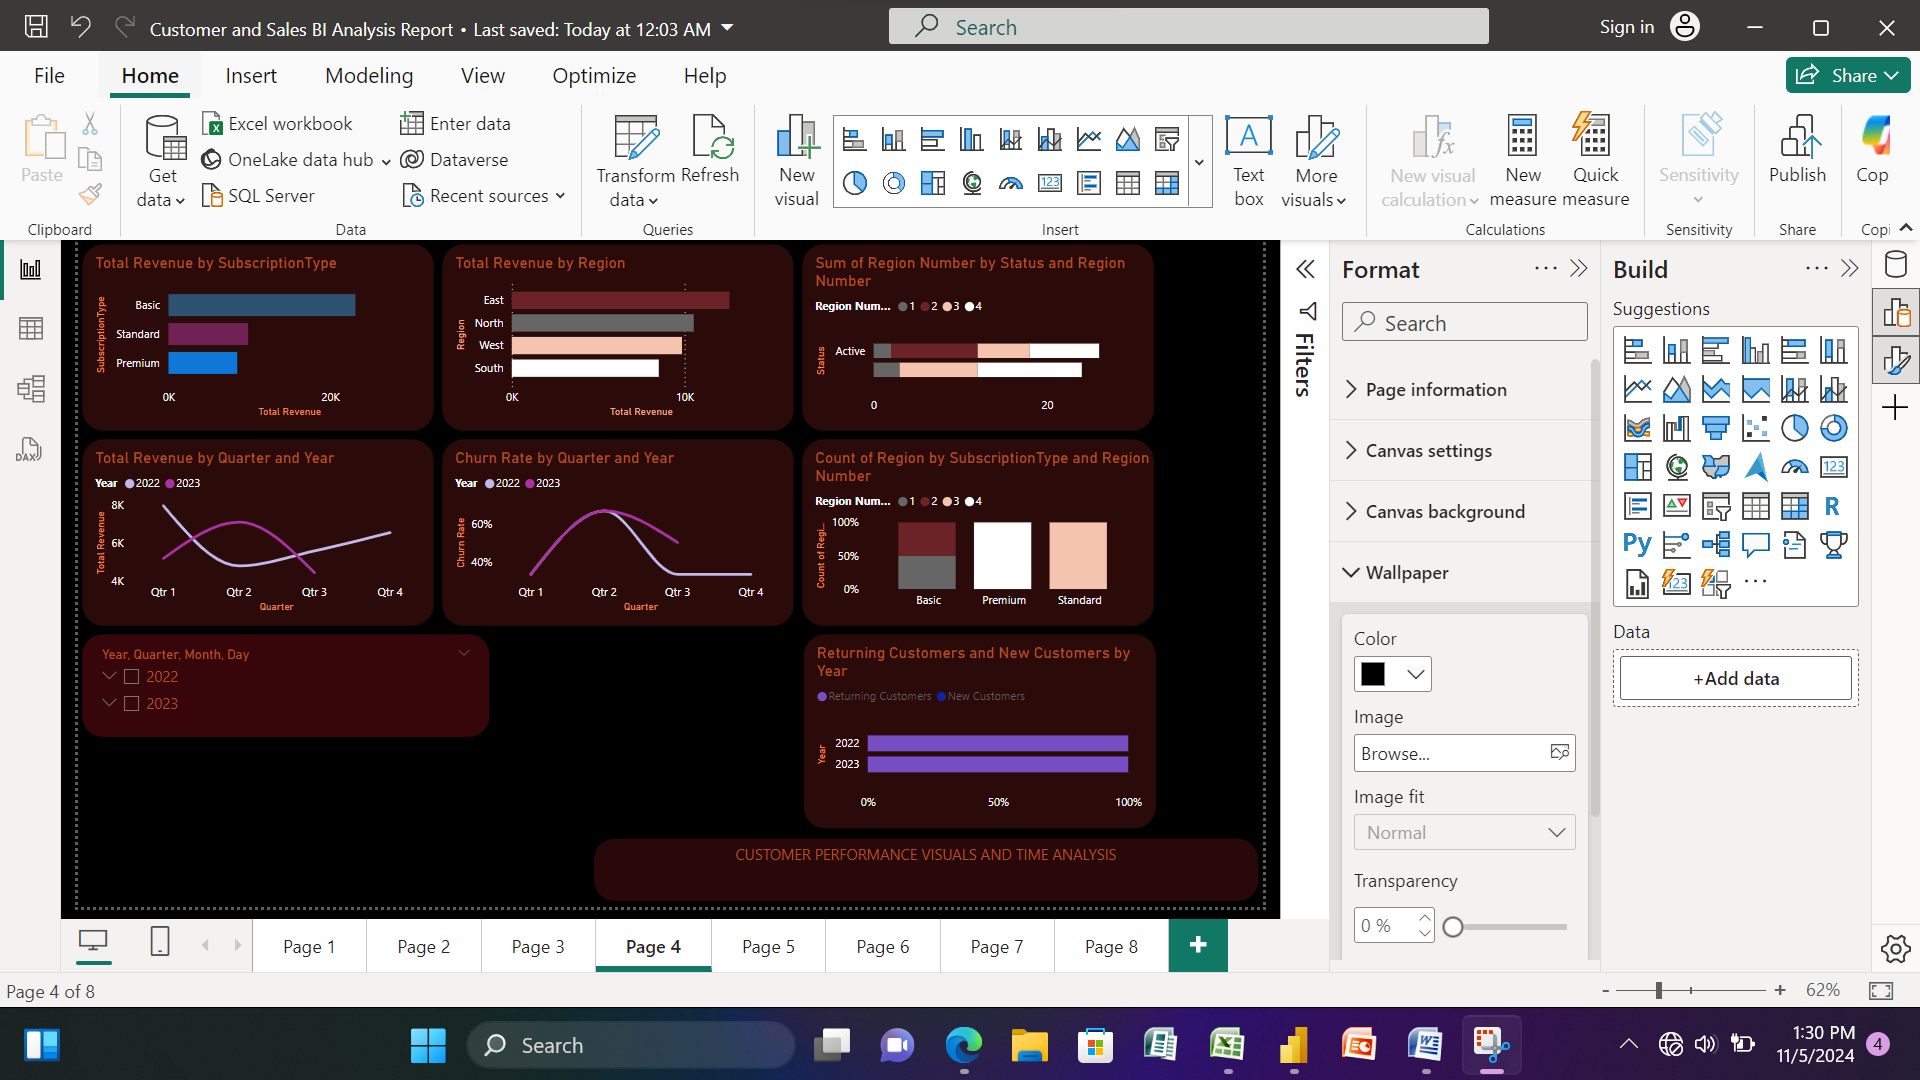 Customer and Sales BI Analysis Report • Last saved: Today at 12:03 AM
Search
Sign in
File Home Insert Modeling View Optimize Help
Share
Paste
Clipboard
Get data
Excel workbook
OneLake data hub
SQL Server
Enter data
Dataverse
Recent sources
Data
Transform data
Refresh
Queries
New visual
Text box
More visuals
Insert
New visual calculation
New measure
Quick measure
Calculations
Sensitivity
Sensitivity
Publish
Share
Cop
Copi
Total Revenue by SubscriptionType
SubscriptionType
Basic
Standard
Premium
0K 20K
Total Revenue
Total Revenue by Region
Region
East
North
West
South
0K 10K
Total Revenue
Sum of Region Number by Status and Region
Number
Region Num... 1 2 3 4
Status
Active
0 20
Total Revenue by Quarter and Year
Year 2022 2023
Total Revenue
8K
6K
4K
Qtr 1 Qtr 2 Qtr 3 Qtr 4
Quarter
Churn Rate by Quarter and Year
Year 2022 2023
Churn Rate
60%
40%
Qtr 1 Qtr 2 Qtr 3 Qtr 4
Quarter
Count of Region by SubscriptionType and Region
Number
Region Num... 1 2 3 4
Count of Regi...
100%
50%
0%
Basic Premium Standard
Year, Quarter, Month, Day
2022
2023
Returning Customers and New Customers by
Year
Returning Customers New Customers
Year
2022
2023
0% 50% 100%
CUSTOMER PERFORMANCE VISUALS AND TIME ANALYSIS
Filters
Format
Search
Page information
Canvas settings
Canvas background
Wallpaper
Color
Image
Browse...
Image fit
Normal
Transparency
0 %
Build
Suggestions
123
R
Py
123
Data
+Add data
DAX
Page 1 Page 2 Page 3 Page 4 Page 5 Page 6 Page 7 Page 8
Page 4 of 8
- + 62%
Search
1:30 PM
11/5/2024
4